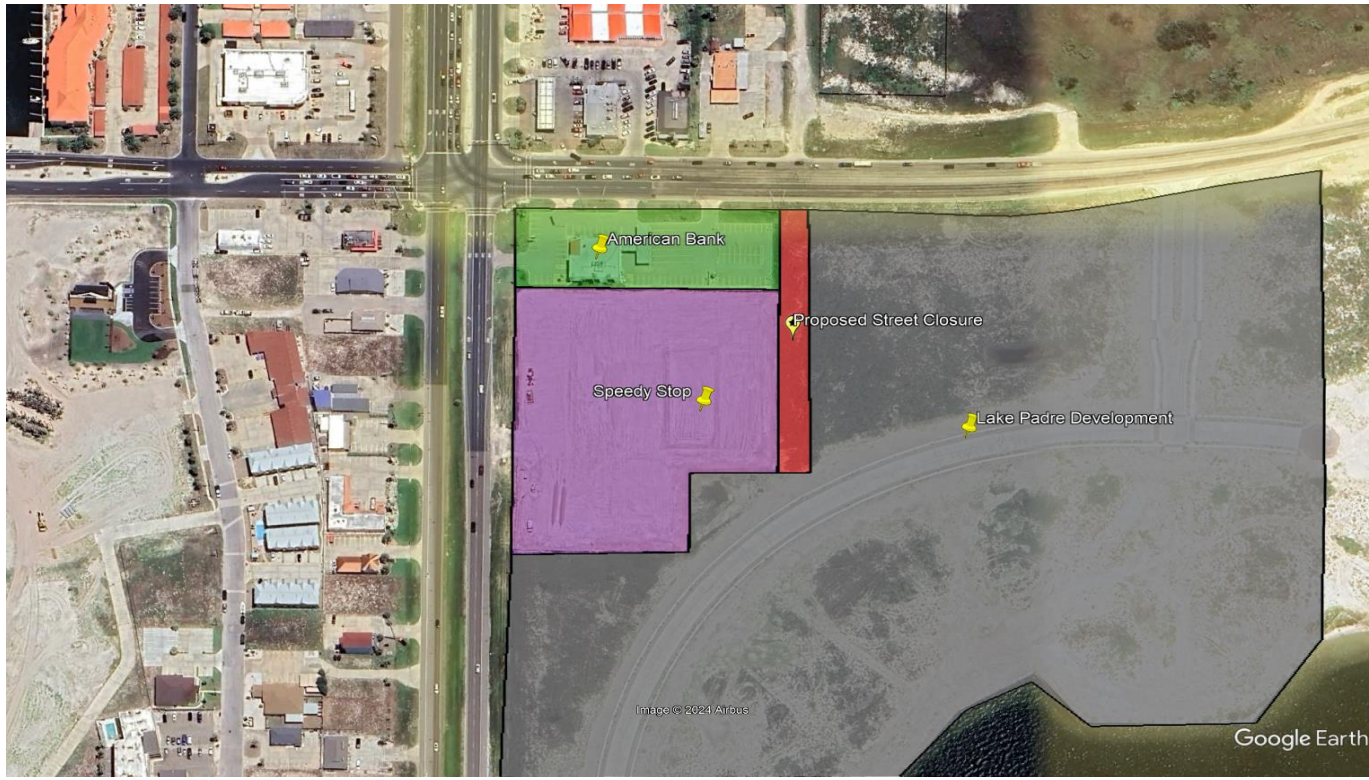 American Bank
Proposed Street Closure
Speedy Stop
Lake Padre Development
Image © 2024 Airbus
Google Earth